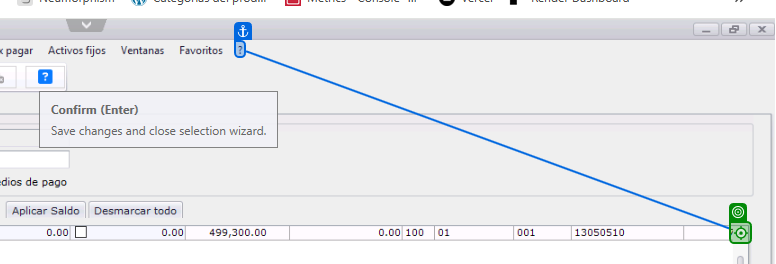 Neumorphism Categorías del produ... Metrics - Console ... Vercel Render Dashboard »
x pagar Activos fijos Ventanas Favoritos ?
?
Confirm (Enter)
Save changes and close selection wizard.
edios de pago
Aplicar Saldo Desmarcar todo
0.00 0.00 499,300.00 0.00 100 01 001 13050510